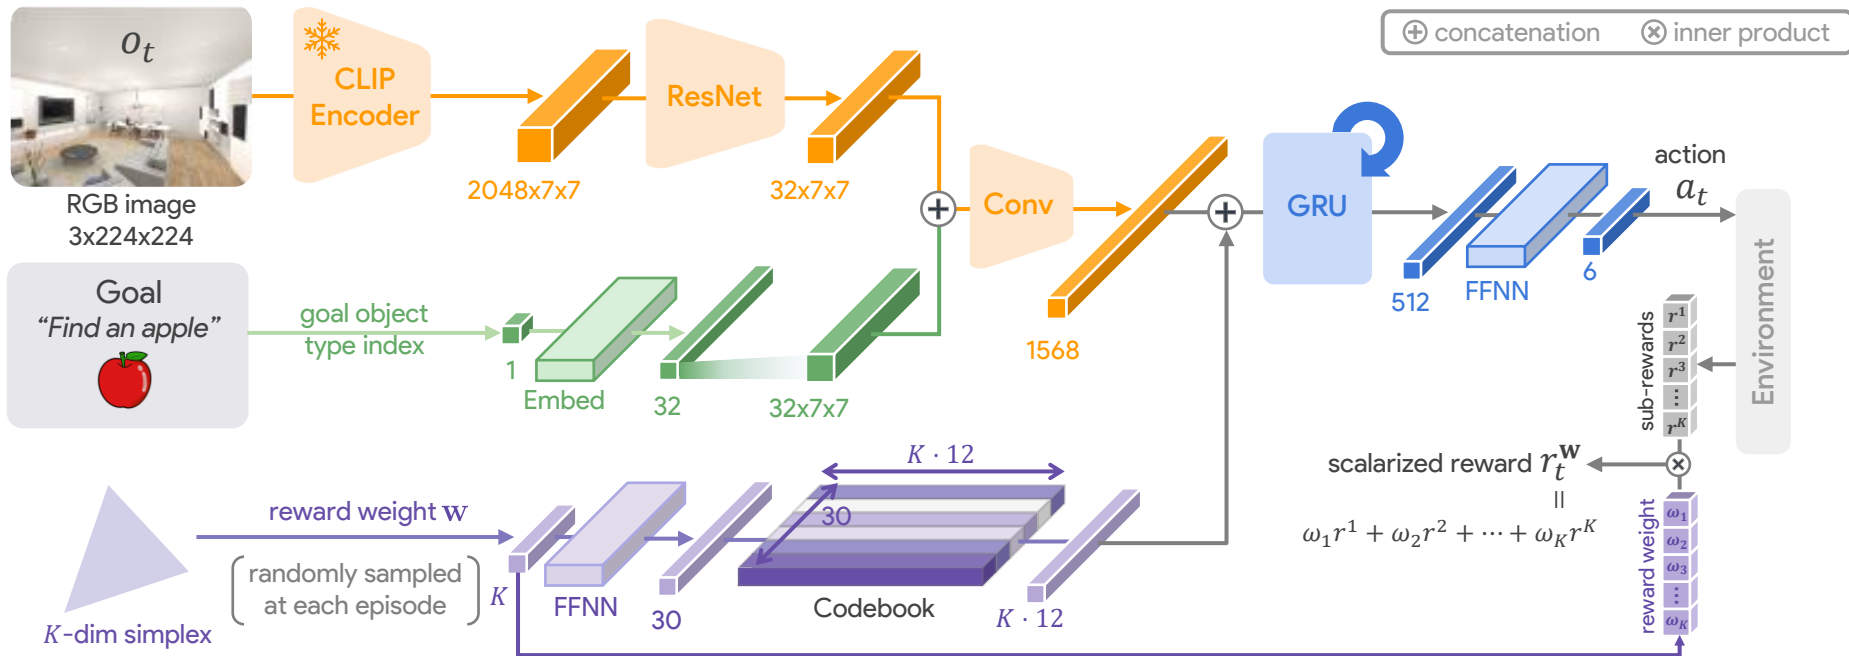 o_t
CLIP
Encoder
ResNet
⊕ concatenation ⊗ inner product
2048x7x7
32x7x7
RGB image
3x224x224
Conv
GRU
action
a_t
Goal
"Find an apple"
goal object
type index
1
Embed
32
32x7x7
1568
512
FFNN
6
Environment
sub-rewards
r^1
r^2
r^3
...
r^K
K · 12
30
scalarized reward r_t^w
=
ω_1r^1 + ω_2r^2 + ⋯ + ω_Kr^K
reward weight
ω_1
ω_2
ω_3
...
ω_K
reward weight w
randomly sampled
at each episode
K
FFNN
30
Codebook
K · 12
K-dim simplex